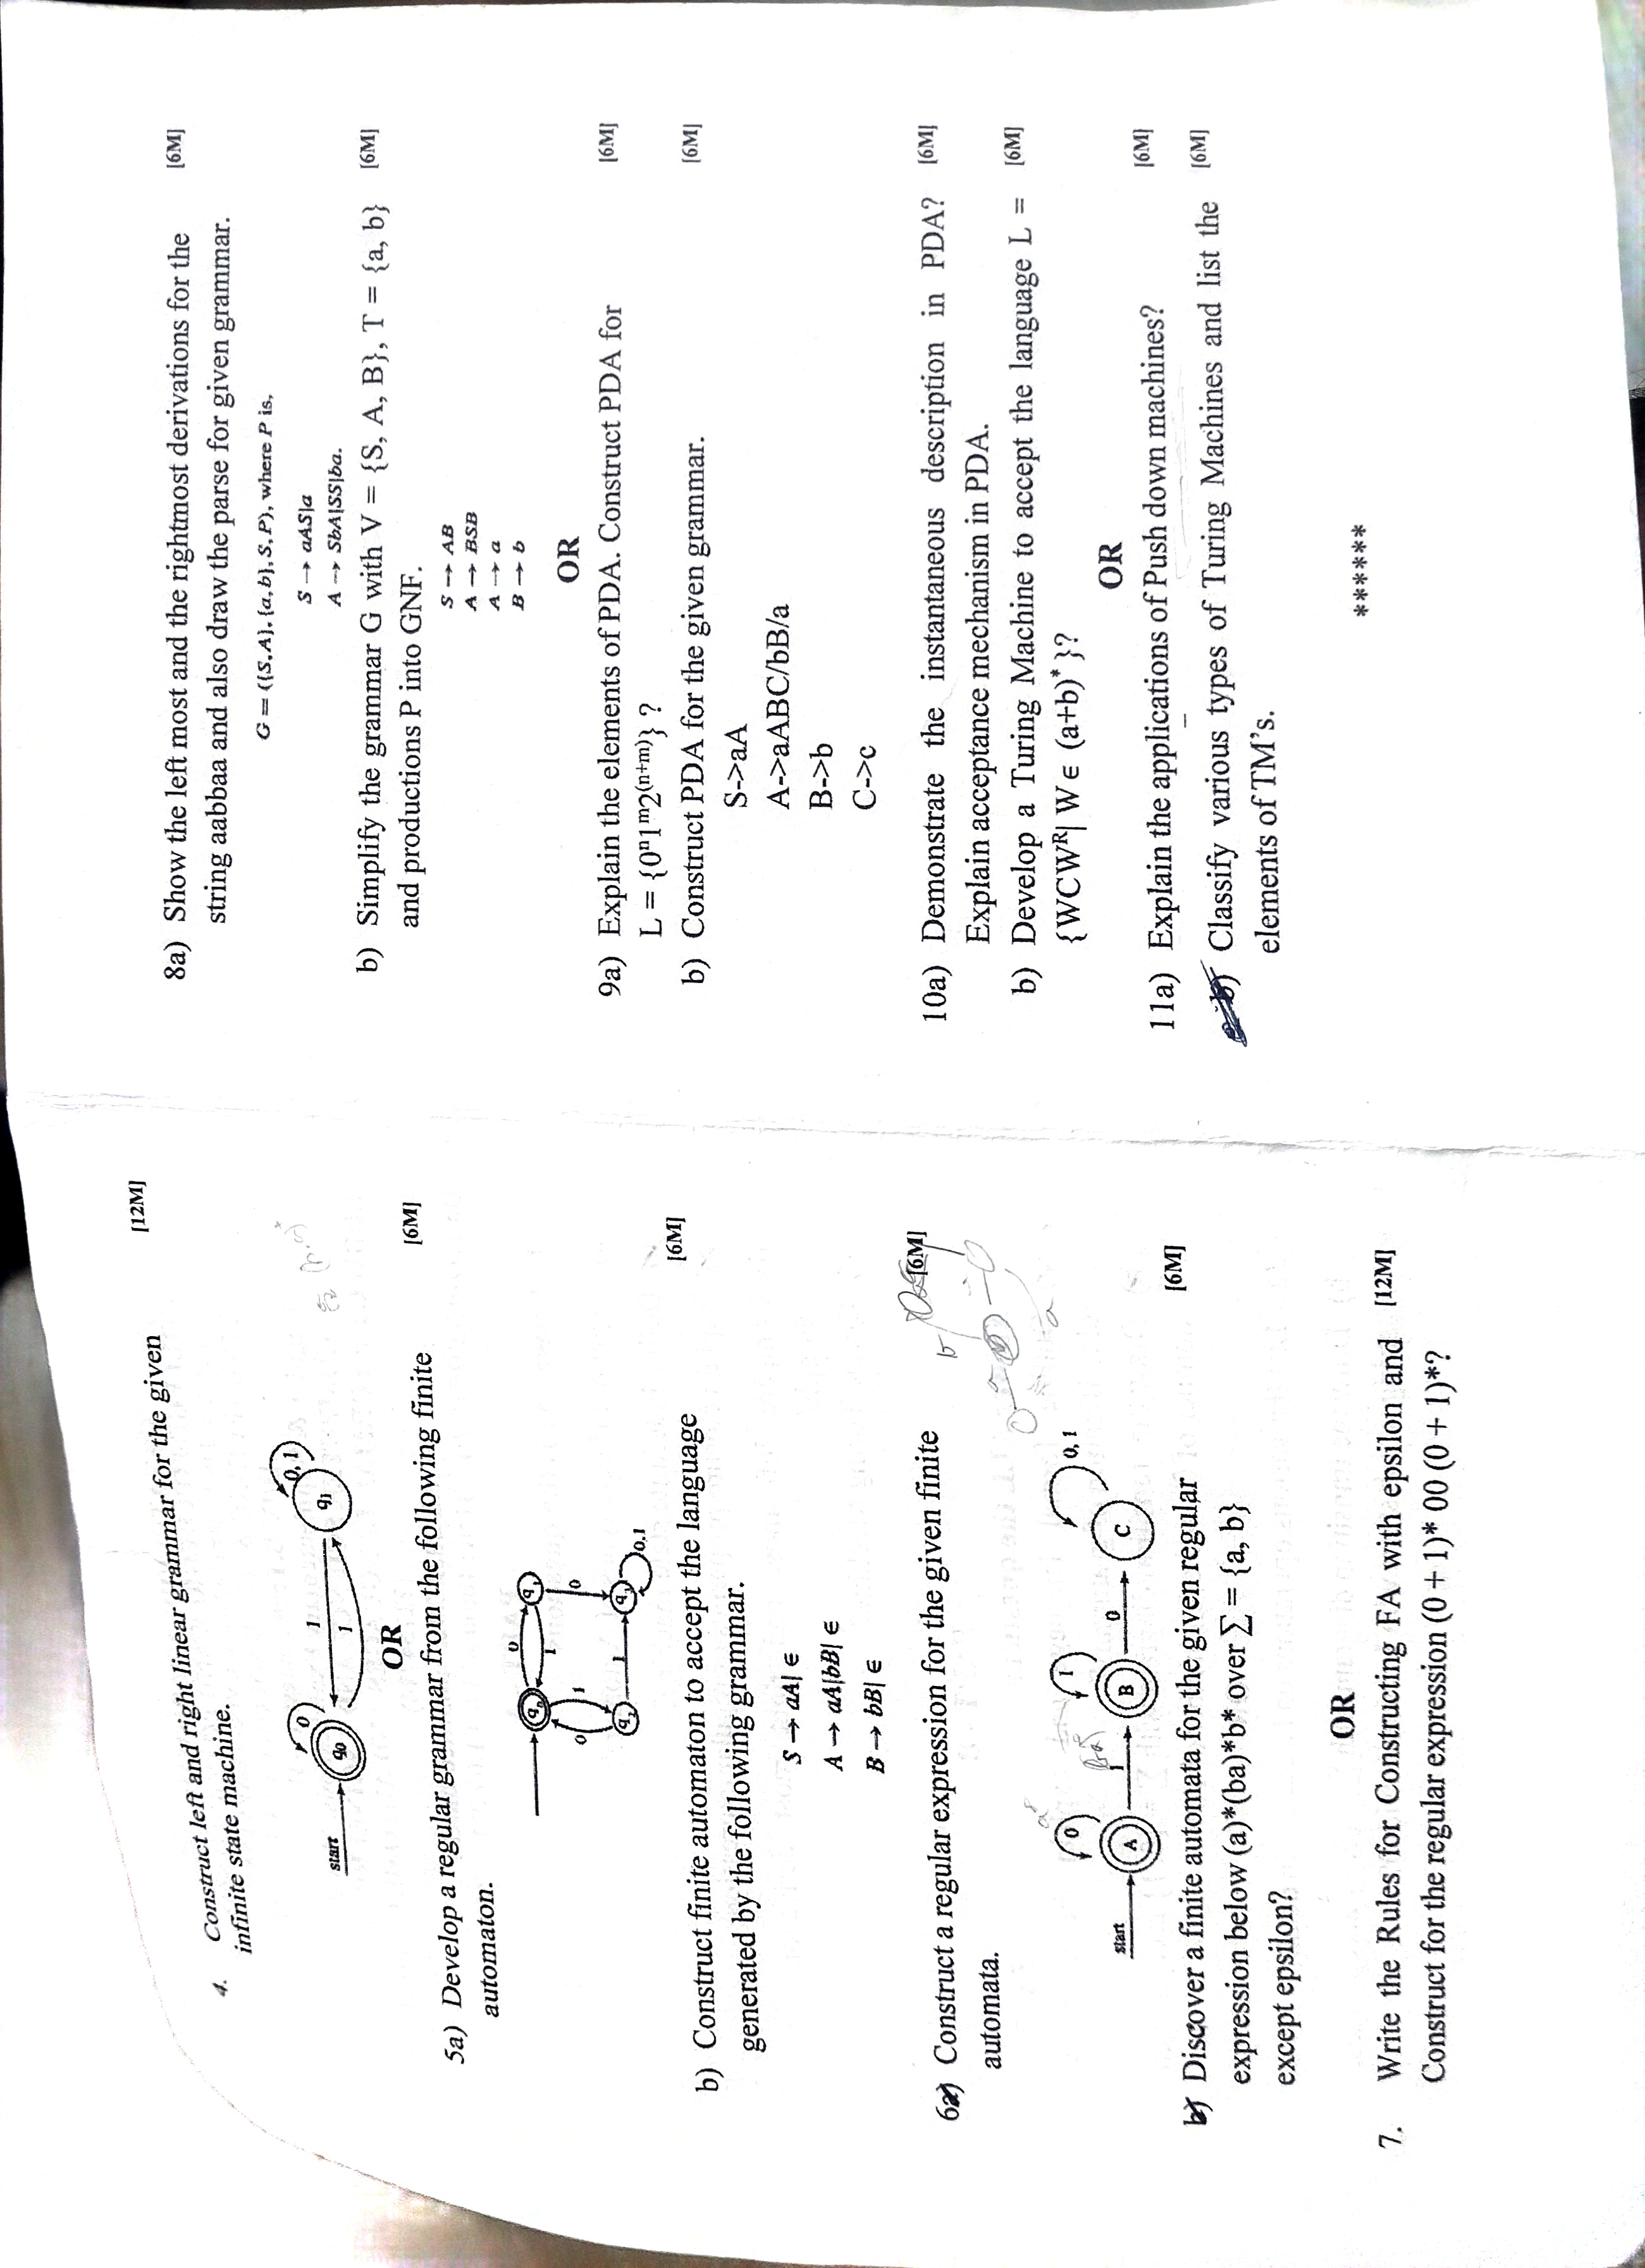 4. Construct left and right linear grammar for the given [12M]
infinite state machine.
start
q0
0
1
1
q1
0, 1
OR
5a) Develop a regular grammar from the following finite [6M]
automaton.
0
1
0
1
0
1
0,1
b) Construct finite automaton to accept the language [6M]
generated by the following grammar.
S → aA| ϵ
A → aA|bB| ϵ
B → bB| ϵ
6a) Construct a regular expression for the given finite [6M]
automata.
start
A
0
1
B
1
0
C
0, 1
b) Discover a finite automata for the given regular [6M]
expression below (a)*(ba)*b* over ∑ = {a, b}
except epsilon?
OR
7. Write the Rules for Constructing FA with epsilon and [12M]
Construct for the regular expression (0 + 1)* 00 (0 + 1)*?
8a) Show the left most and the rightmost derivations for the [6M]
string aabbaa and also draw the parse for given grammar.
G = ({S,A}, {a,b}, S, P), where P is,
S → aAS|a
A → SbA|SS|ba.
b) Simplify the grammar G with V = {S, A, B}, T = {a, b} [6M]
and productions P into GNF.
S → AB
A → BSB
A → a
B → b
OR
9a) Explain the elements of PDA. Construct PDA for [6M]
L = {0ⁿ1ᵐ2⁽ⁿ⁺ᵐ⁾} ?
b) Construct PDA for the given grammar. [6M]
S->aA
A->aABC/bB/a
B->b
C->c
10a) Demonstrate the instantaneous description in PDA? [6M]
Explain acceptance mechanism in PDA.
b) Develop a Turing Machine to accept the language L = [6M]
{WCWᴿ| W ϵ (a+b)* }?
OR
11a) Explain the applications of Push down machines? [6M]
b) Classify various types of Turing Machines and list the [6M]
elements of TM's.
*******